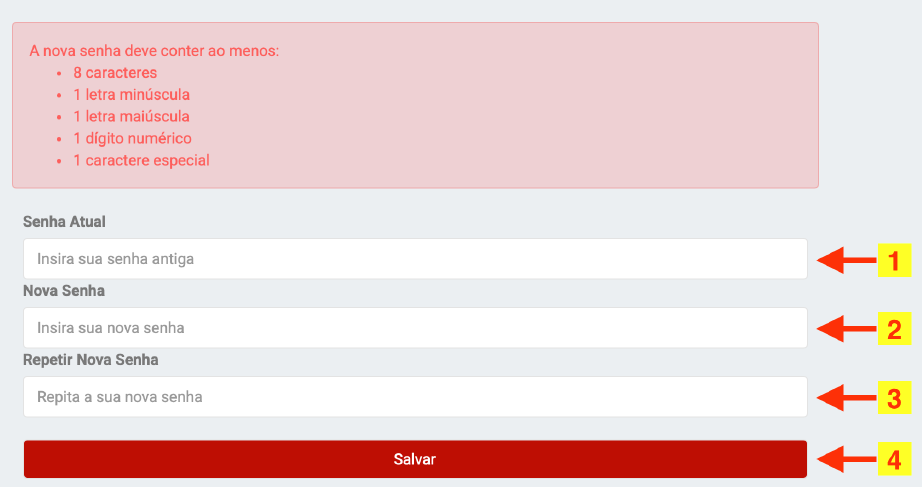 A nova senha deve conter ao menos:
• 8 caracteres
• 1 letra minúscula
• 1 letra maiúscula
• 1 dígito numérico
• 1 caractere especial
Senha Atual
Insira sua senha antiga
1
Nova Senha
Insira sua nova senha
2
Repetir Nova Senha
Repita a sua nova senha
3
Salvar
4